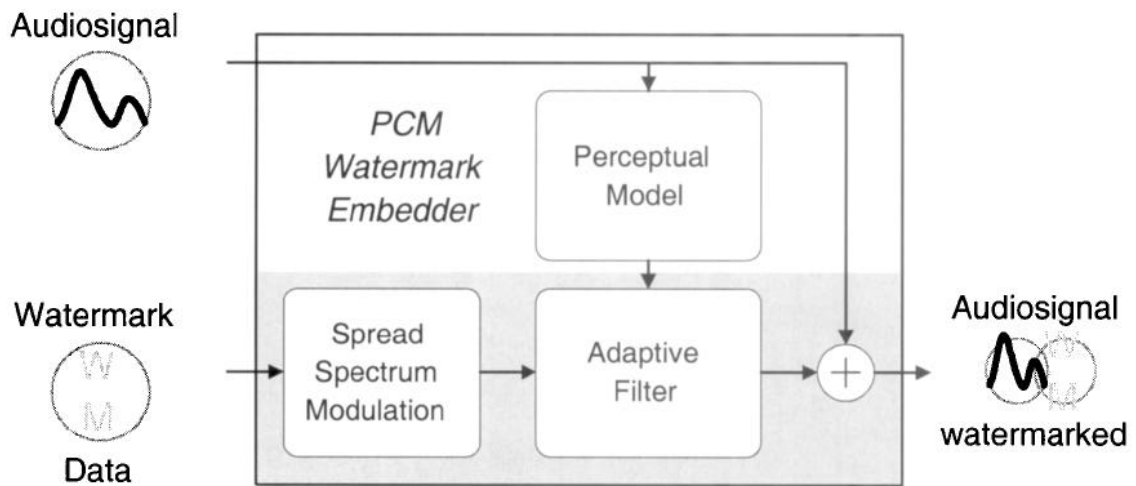 Audiosignal
PCM
Watermark
Embedder
Perceptual
Model
Watermark
W
M
Data
Spread
Spectrum
Modulation
Adaptive
Filter
+
Audiosignal
W
M
watermarked